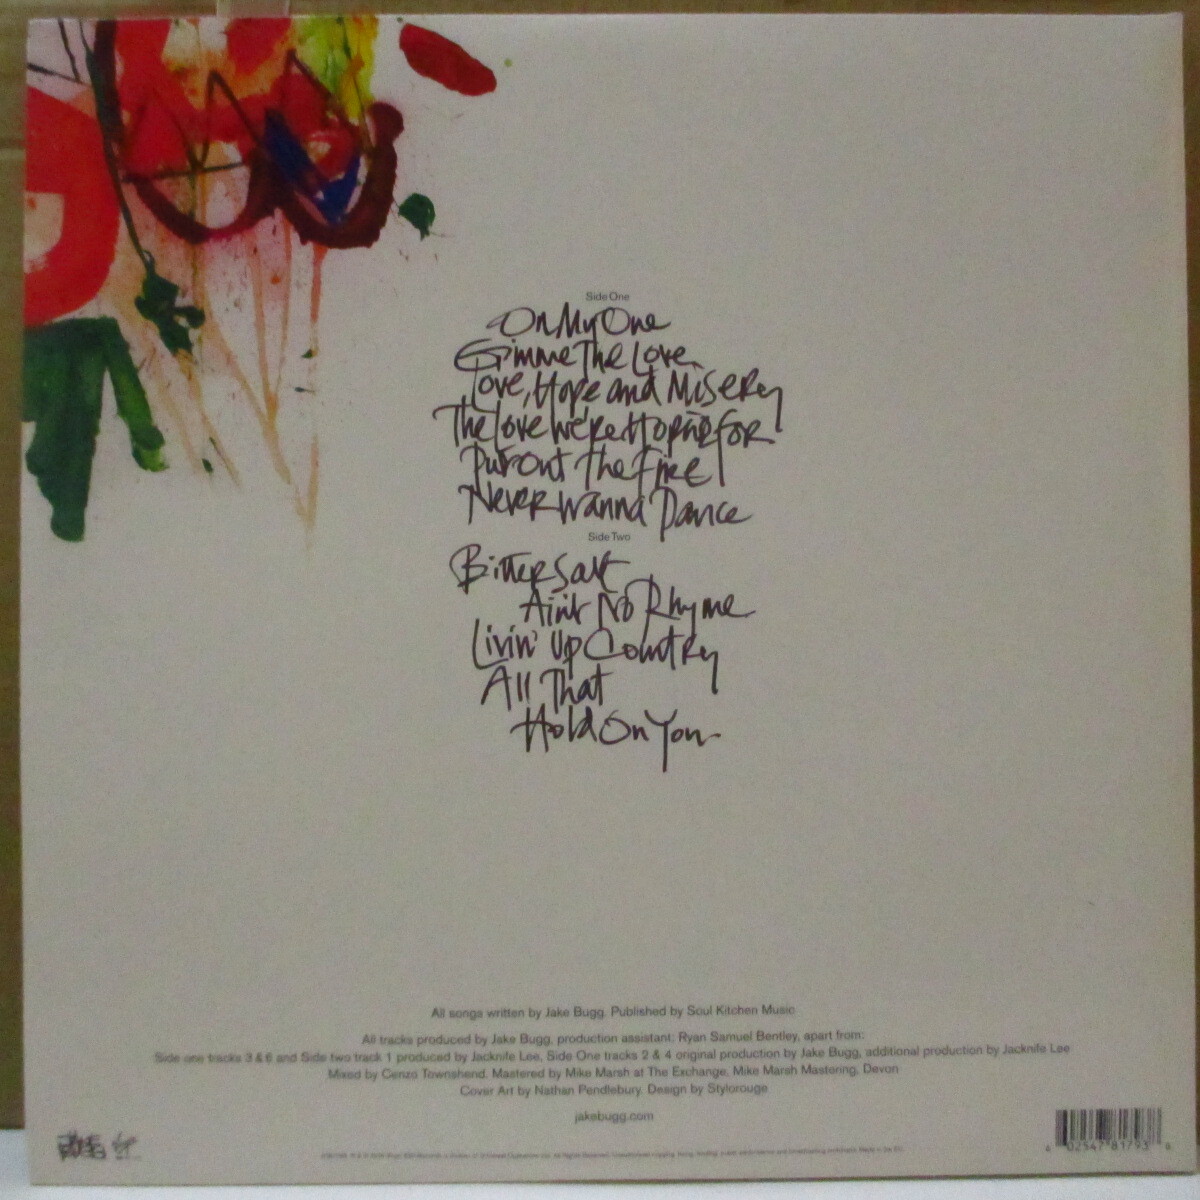 Side One
On My One
Gimme The Love
Love, Hope and Misery
The Love We're Hoping For
Put Out The Fire
Never Wanna Dance
Side Two
Bitter Salt
Ain't No Rhyme
Livin' Up Country
All That
Hold On You
All songs written by Jake Bugg. Published by Soul Kitchen Music
All tracks produced by Jake Bugg, production assistant: Ryan Samuel Bentley, apart from:
Side one tracks 3 & 6 and Side two track 1 produced by Jacknife Lee, Side One tracks 2 & 4 original production by Jake Bugg, additional production by Jacknife Lee
Mixed by Cenzo Townshend. Mastered by Mike Marsh at The Exchange, Mike Marsh Mastering, Devon
Cover Art by Nathan Pendlebury. Design by Stylorouge
jakebugg.com
02547 81793